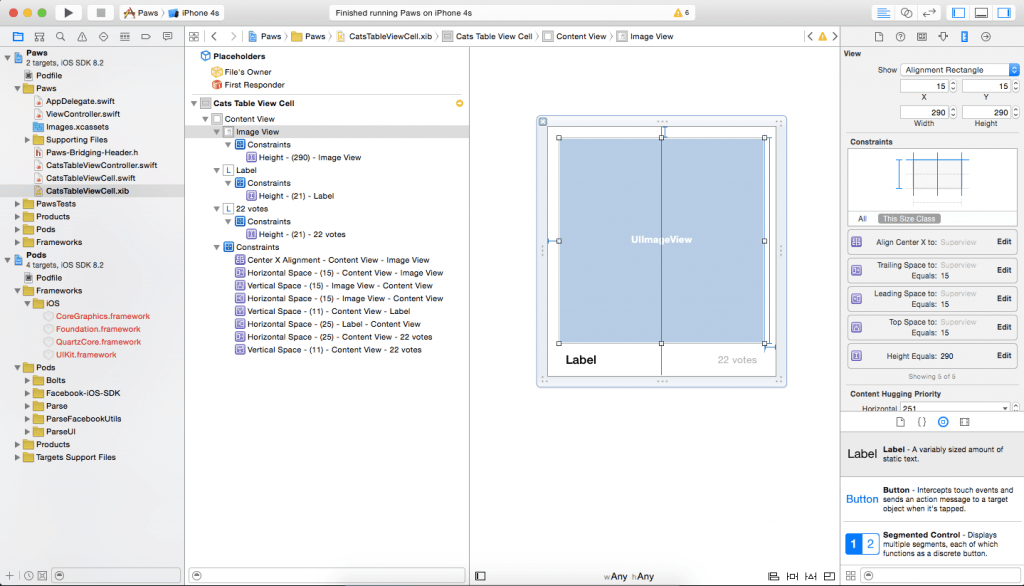 Paws
iPhone 4s
Finished running Paws on iPhone 4s
6
Paws
Paws
CatsTableViewCell.xib
Cats Table View Cell
Content View
Image View
Paws
2 targets, iOS SDK 8.2
Podfile
Paws
AppDelegate.swift
ViewController.swift
Images.xcassets
Supporting Files
Paws-Bridging-Header.h
CatsTableViewController.swift
CatsTableViewCell.swift
CatsTableViewCell.xib
PawsTests
Products
Pods
Frameworks
Pods
4 targets, iOS SDK 8.2
Podfile
Frameworks
iOS
CoreGraphics.framework
Foundation.framework
QuartzCore.framework
UIKit.framework
Pods
Bolts
Facebook-iOS-SDK
Parse
ParseFacebookUtils
ParseUI
Products
Targets Support Files
Placeholders
File's Owner
First Responder
Cats Table View Cell
Content View
Image View
Constraints
Height - (290) - Image View
L Label
Constraints
Height - (21) - Label
L 22 votes
Constraints
Height - (21) - 22 votes
Constraints
Center X Alignment - Content View - Image View
Horizontal Space - (15) - Content View - Image View
Vertical Space - (15) - Image View - Content View
Horizontal Space - (15) - Image View - Content View
Vertical Space - (11) - Content View - Label
Horizontal Space - (25) - Label - Content View
Horizontal Space - (25) - Content View - 22 votes
Vertical Space - (11) - Content View - 22 votes
UIImageView
Label
22 votes
wAny hAny
View
Show Alignment Rectangle
15 15
X Y
290 290
Width Height
Constraints
All This Size Class
Align Center X to: Superview Edit
Trailing Space to: Superview
Equals: 15 Edit
Leading Space to: Superview
Equals: 15 Edit
Top Space to: Superview
Equals: 15 Edit
Height Equals: 290 Edit
Showing 5 of 5
Content Hugging Priority
Horizontal 251
{ }
Label
Label - A variably sized amount of
static text.
Button
Button - Intercepts touch events and
sends an action message to a target
object when it's tapped.
1 2
Segmented Control - Displays
multiple segments, each of which
functions as a discrete button.